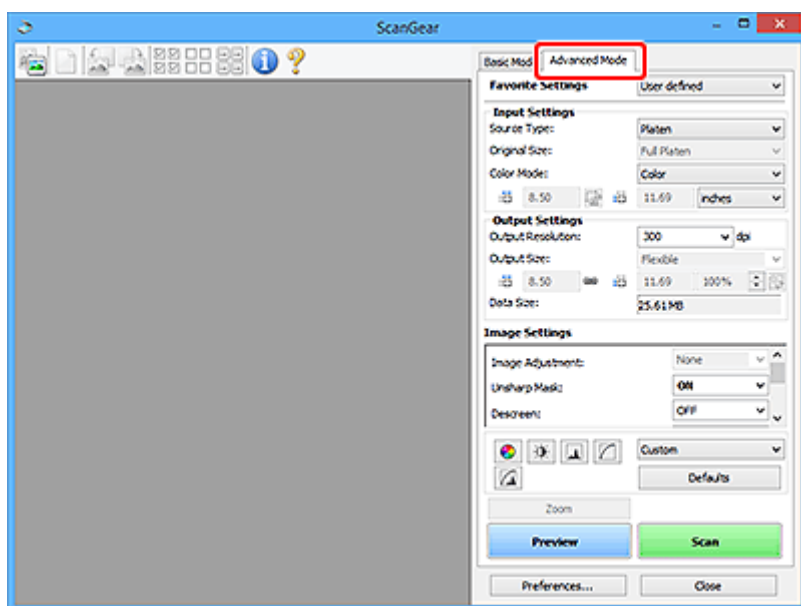 ScanGear
Basic Mod Advanced Mode
Favorite Settings User defined
Input Settings
Source Type: Platen
Original Size: Full Platen
Color Mode: Color
8.50 11.69 inches
Output Settings
Output Resolution: 300 dpi
Output Size: Flexible
8.50 11.69 100%
Data Size: 25.61MB
Image Settings
Image Adjustment: None
Unsharp Mask: ON
Descreen: OFF
Custom
Defaults
Zoom
Preview Scan
Preferences... Close